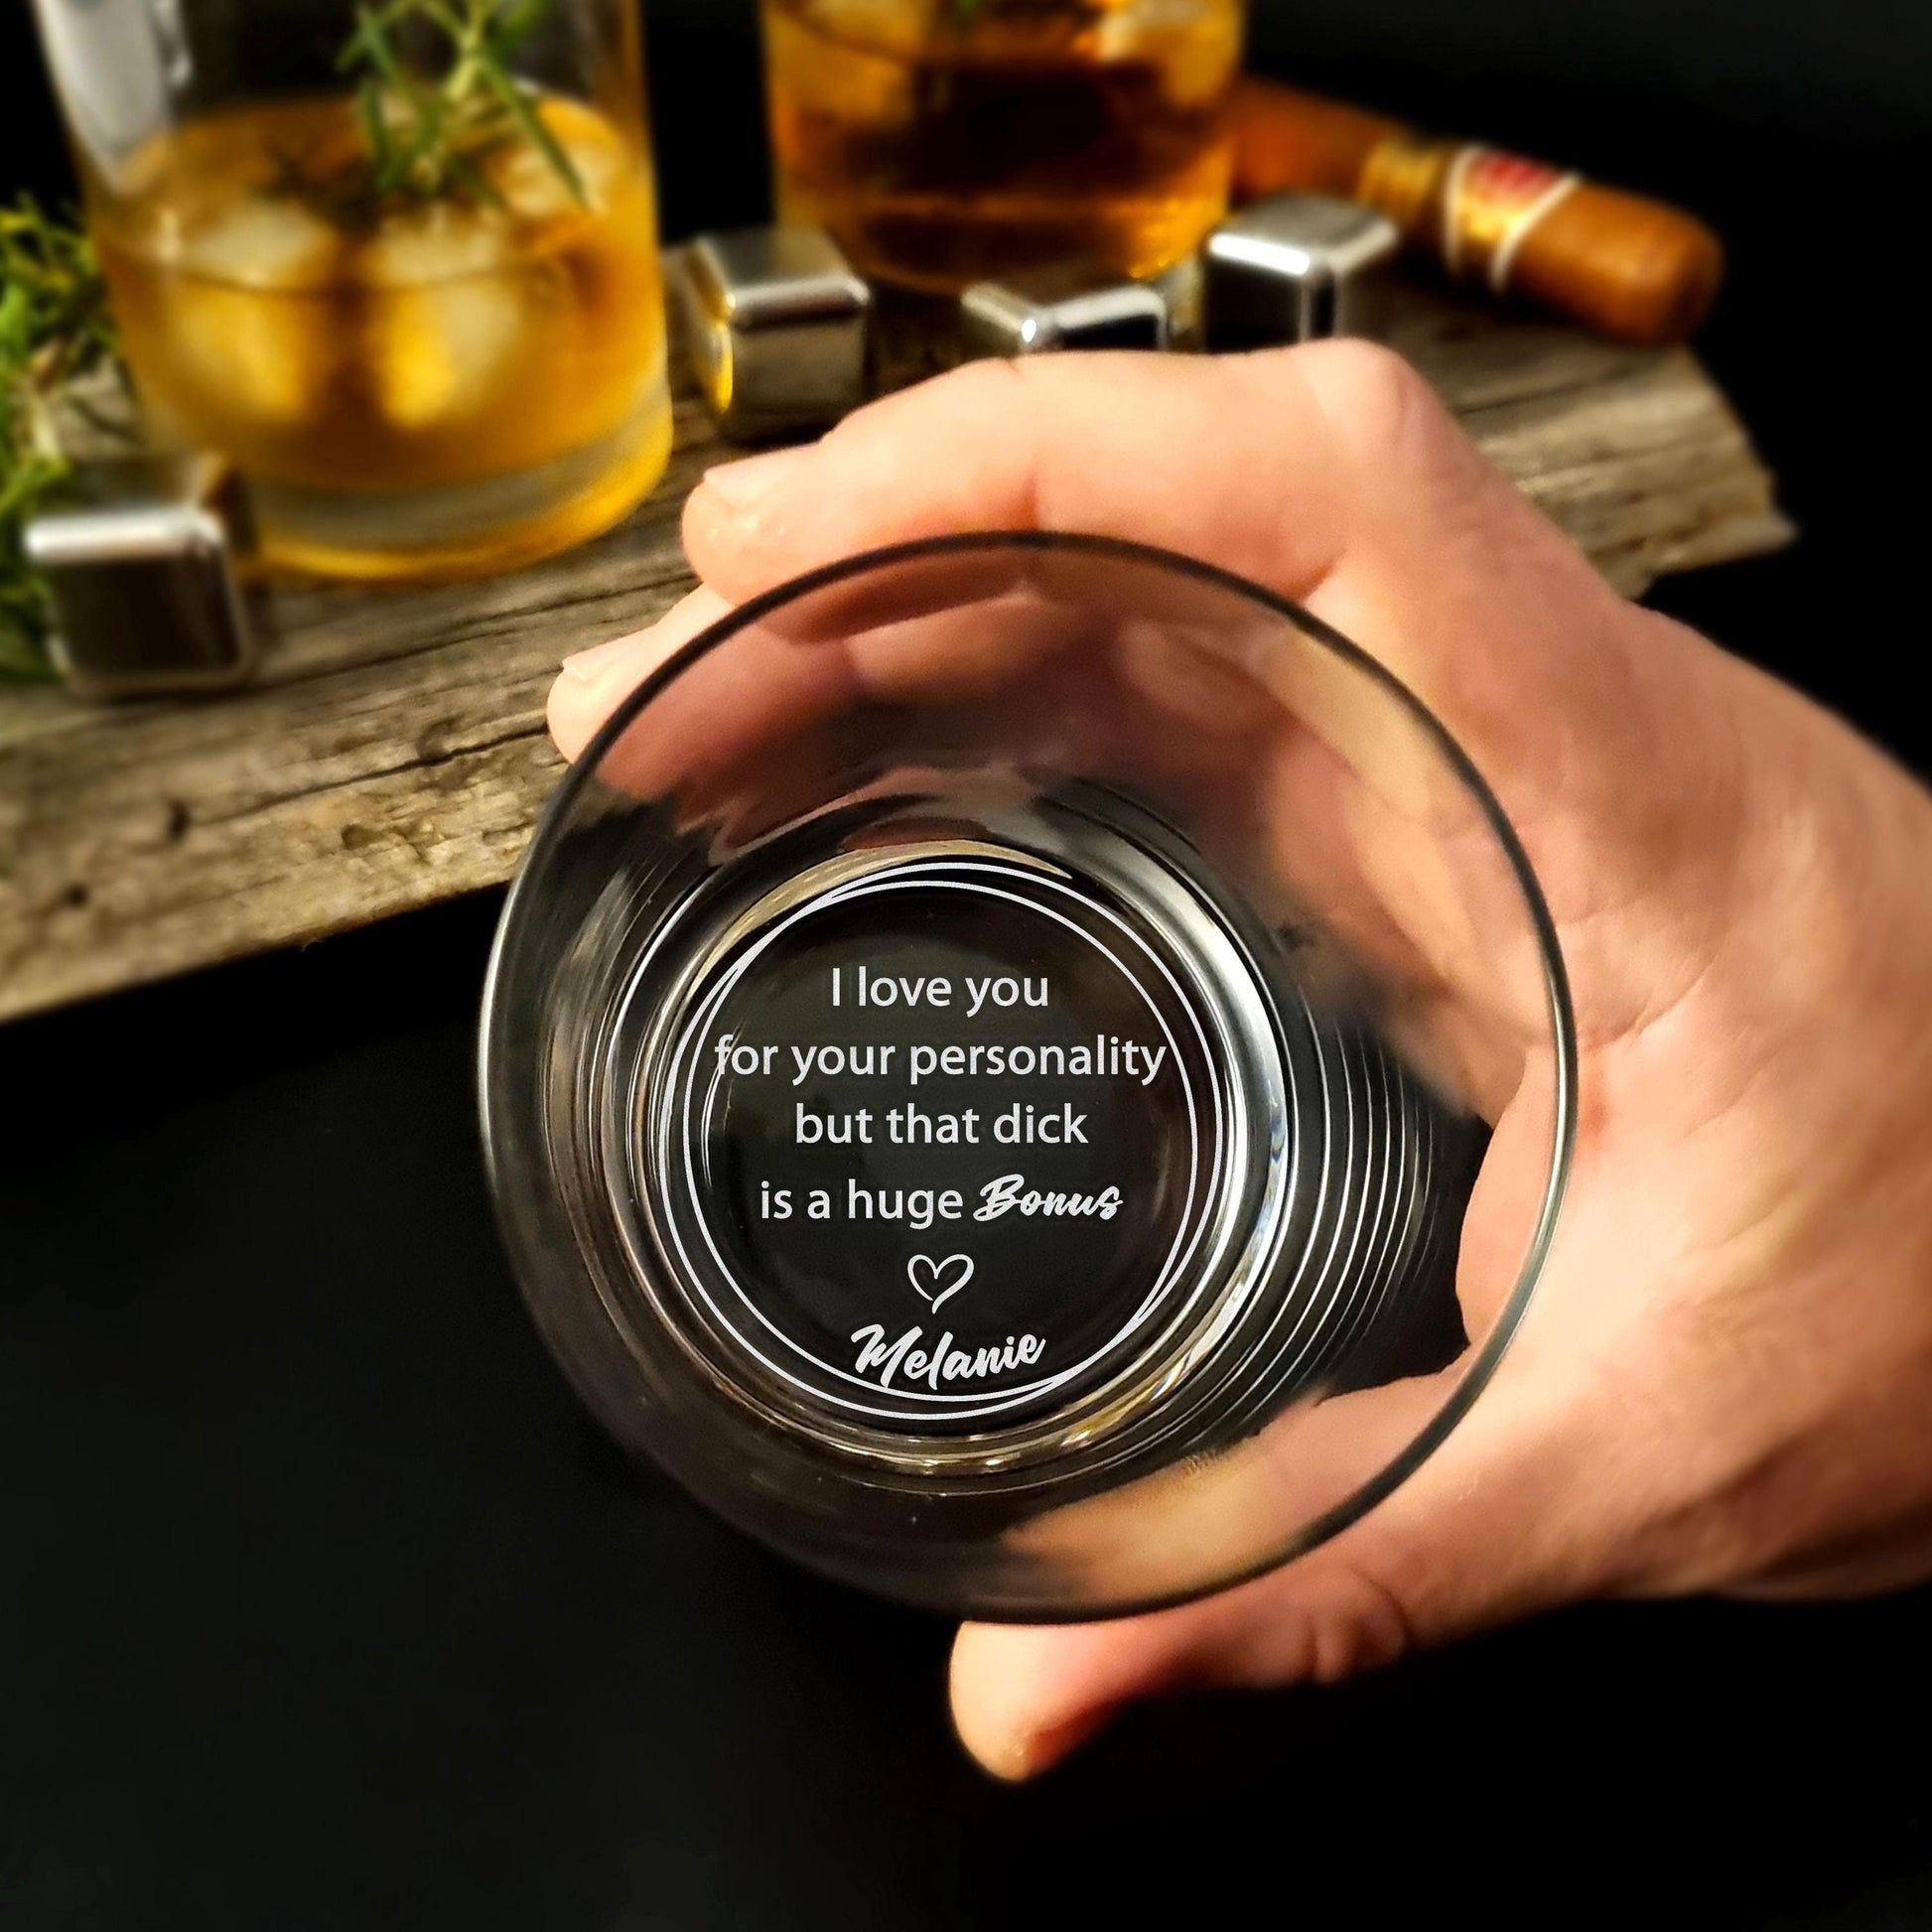 I love you
for your personality
but that dick
is a huge Bonus
Melanie